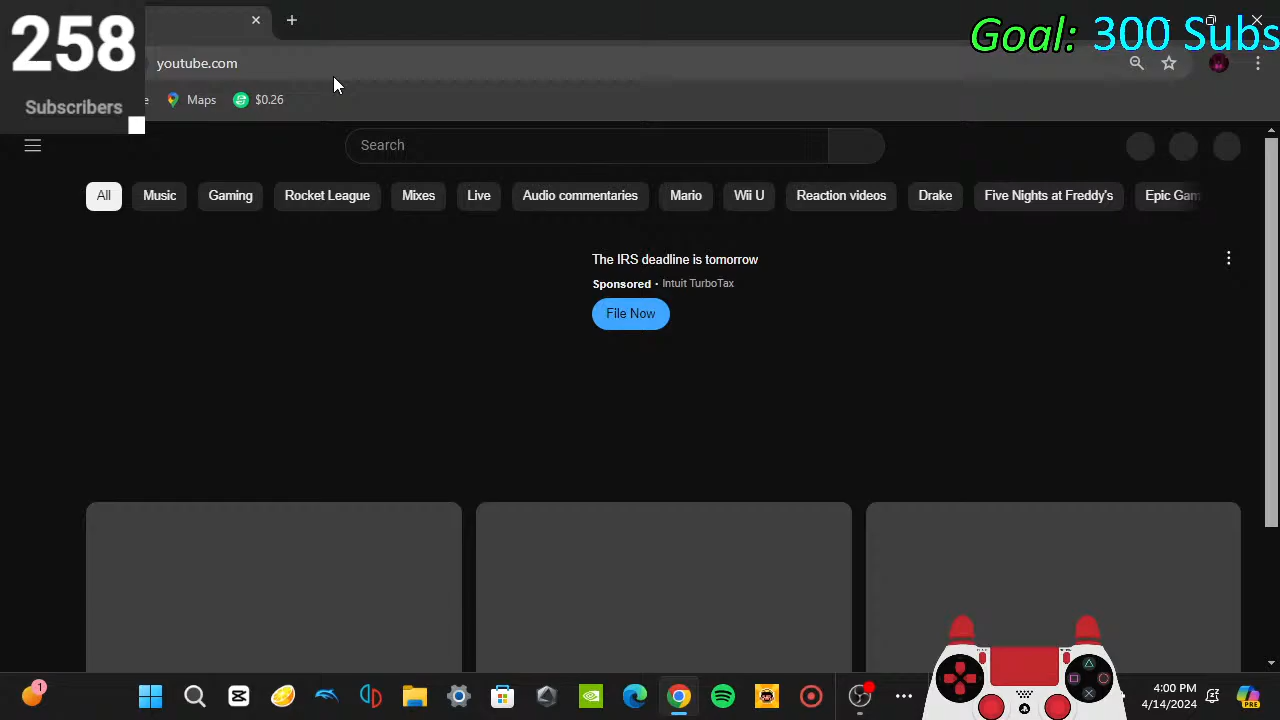 258
Subscribers
Goal: 300 Subs
youtube.com
e
Maps
$0.26
Search
All
Music
Gaming
Rocket League
Mixes
Live
Audio commentaries
Mario
Wii U
Reaction videos
Drake
Five Nights at Freddy's
Epic Gam
The IRS deadline is tomorrow
Sponsored · Intuit TurboTax
File Now
1
4:00 PM
4/14/2024
PRE